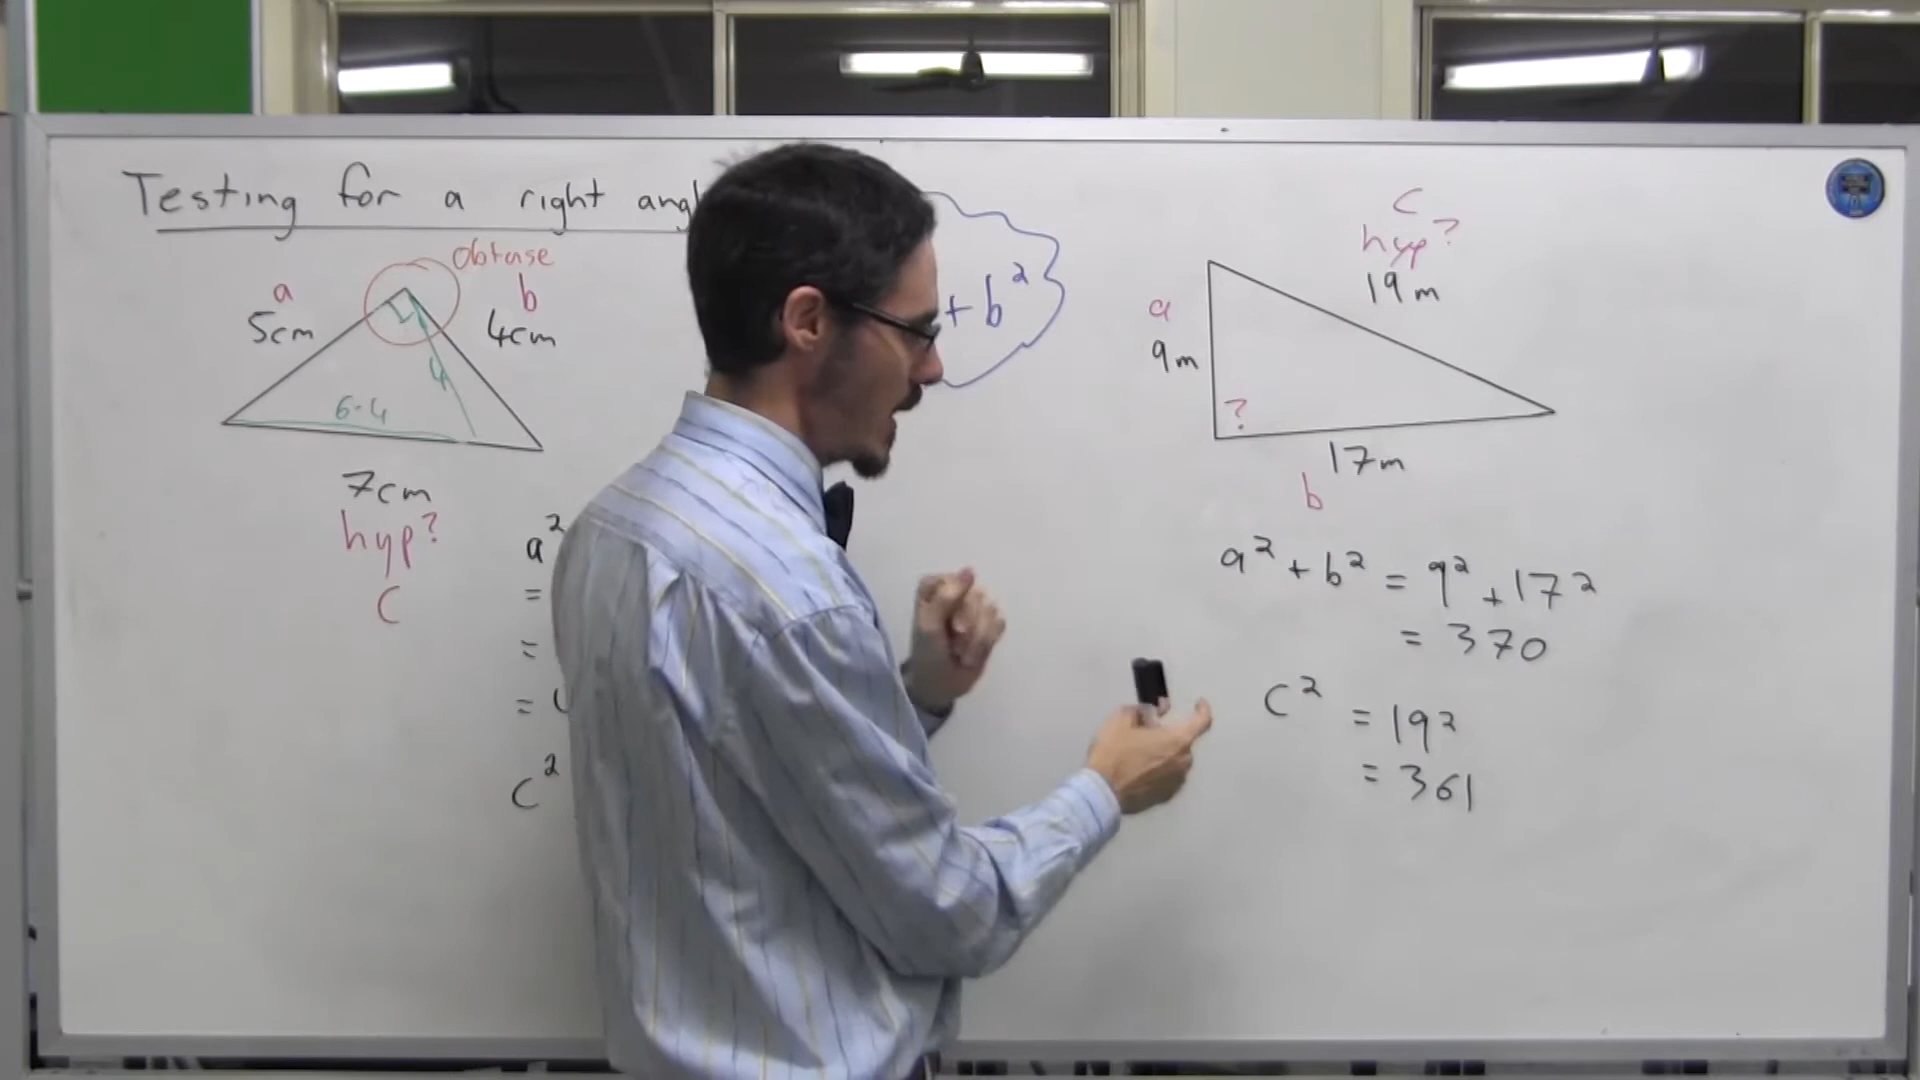 Testing for a right
obtuse
a
5cm
b
4cm
4
6.4
7cm
hyp?
c
a²
=
=
=
c²
+ b²
c
hyp?
19m
a
9m
?
17m
b
a² + b² = 9² + 17²
= 370
c² = 19²
= 361